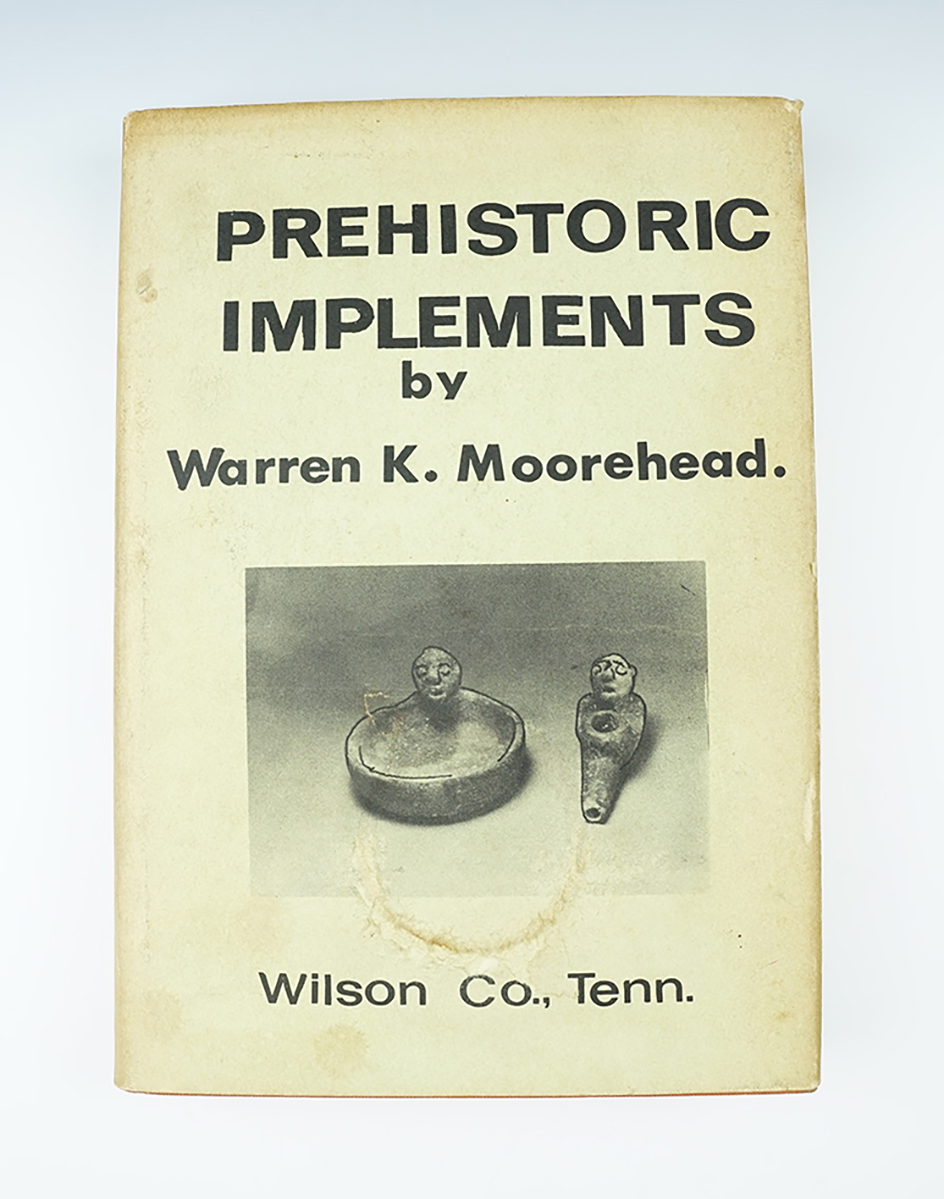 PREHISTORIC
IMPLEMENTS
by
Warren K. Moorehead.
Wilson Co., Tenn.